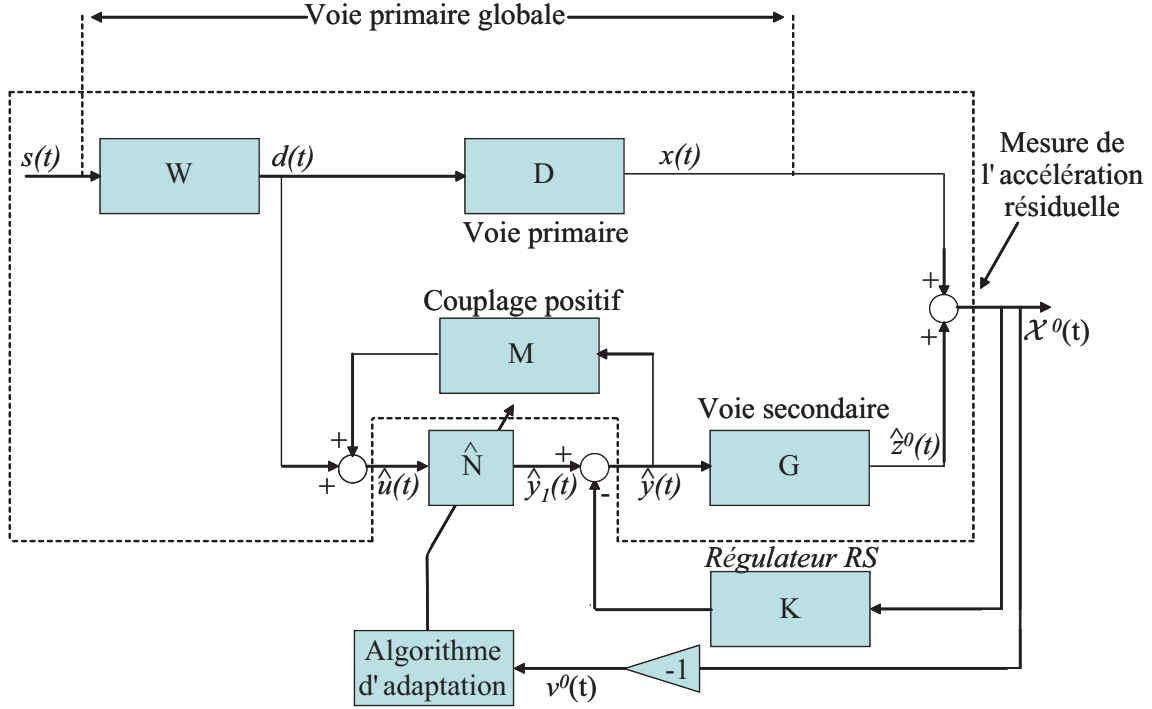 Voie primaire globale
s(t)
W
d(t)
D
x(t)
Voie primaire
Mesure de
l'accélération
résiduelle
Couplage positif
M
+
+
𝒳⁰(t)
Voie secondaire
+
+
û(t)
N̂
+
ŷ₁(t)
-
ŷ(t)
G
ẑ⁰(t)
Régulateur RS
K
Algorithme
d'adaptation
v⁰(t)
-1